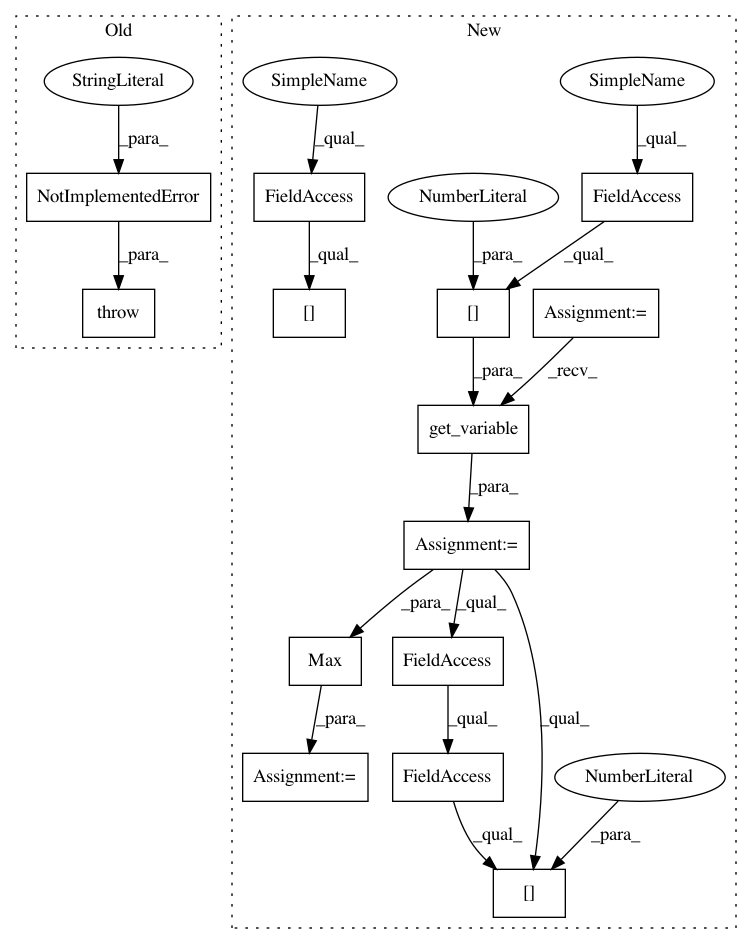 Old
New
StringLiteral
SimpleName
SimpleName
_para_
_qual_
_qual_
NotImplementedError
FieldAccess
NumberLiteral
FieldAccess
_para_
_qual_
_para_
_qual_
throw
[]
[]
Assignment:=
_para_
_recv_
get_variable
_para_
Assignment:=
_para_
_qual_
Max
FieldAccess
_para_
_qual_
_qual_
Assignment:=
FieldAccess
NumberLiteral
_qual_
_para_
[]